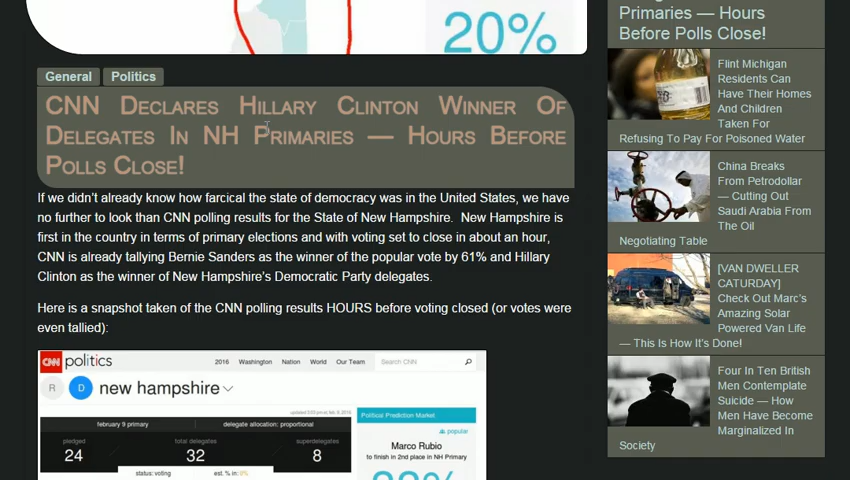 20%
General
Politics
CNN Declares Hillary Clinton Winner Of
Delegates In NH Primaries — Hours Before
Polls Close!
If we didn't already know how farcical the state of democracy was in the United States, we have
no further to look than CNN polling results for the State of New Hampshire.  New Hampshire is
first in the country in terms of primary elections and with voting set to close in about an hour,
CNN is already tallying Bernie Sanders as the winner of the popular vote by 61% and Hillary
Clinton as the winner of New Hampshire's Democratic Party delegates.
Here is a snapshot taken of the CNN polling results HOURS before voting closed (or votes were
even tallied):
CNN politics
2016 Washington Nation World Our Team Search CNN
R D new hampshire
february 9 primary
delegate allocation: proportional
pledged
24
total delegates
32
superdelegates
8
status: voting
est. % in: 0%
Political Prediction Market
popular
Marco Rubio
to finish in 2nd place in NH Primary
Primaries — Hours
Before Polls Close!
Flint Michigan
Residents Can
Have Their Homes
And Children
Taken For
Refusing To Pay For Poisoned Water
China Breaks
From Petrodollar
— Cutting Out
Saudi Arabia From
The Oil
Negotiating Table
[VAN DWELLER
CATURDAY]
Check Out Marc's
Amazing Solar
Powered Van Life
— This Is How It's Done!
Four In Ten British
Men Contemplate
Suicide — How
Men Have Become
Marginalized In
Society